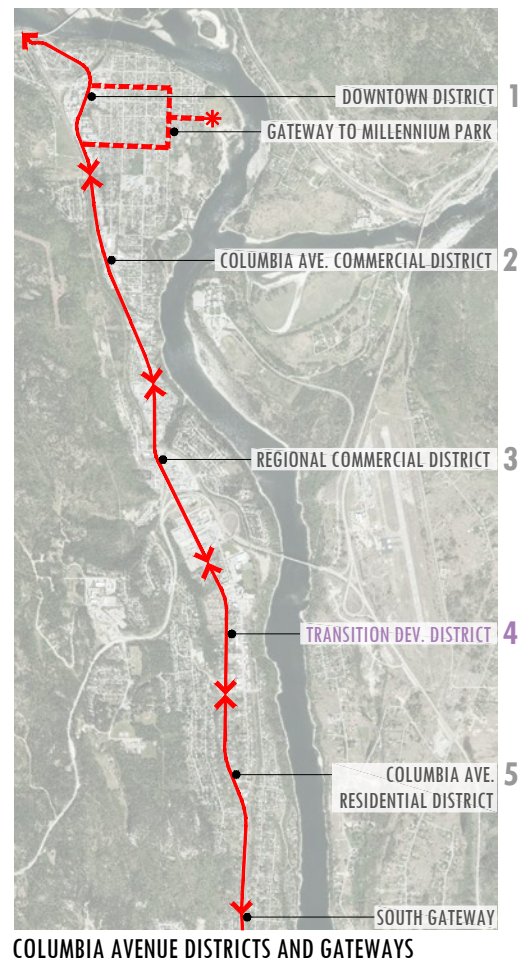 DOWNTOWN DISTRICT 1
GATEWAY TO MILLENNIUM PARK
COLUMBIA AVE. COMMERCIAL DISTRICT 2
REGIONAL COMMERCIAL DISTRICT 3
TRANSITION DEV. DISTRICT 4
COLUMBIA AVE. 5
RESIDENTIAL DISTRICT
SOUTH GATEWAY
COLUMBIA AVENUE DISTRICTS AND GATEWAYS